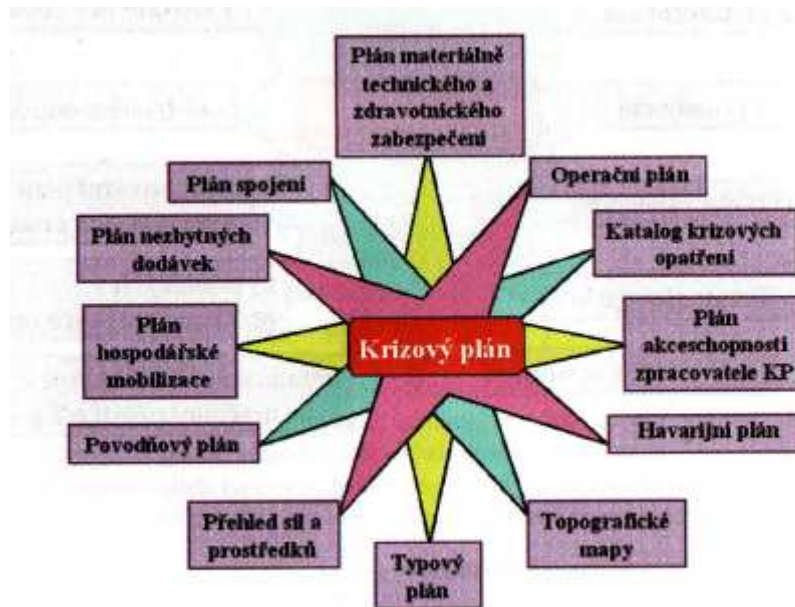 Plán materiálně
technického a
zdravotnického
zabezpečení
Plán spojení
Operační plán
Plán nezbytných
dodávek
Katalog krizových
opatření
Plán
hospodářské
mobilizace
Krizový plán
Plán
akceschopnosti
zpracovatele KP
Povodňový plán
Havarijní plán
Přehled sil a
prostředků
Typový
plán
Topografické
mapy